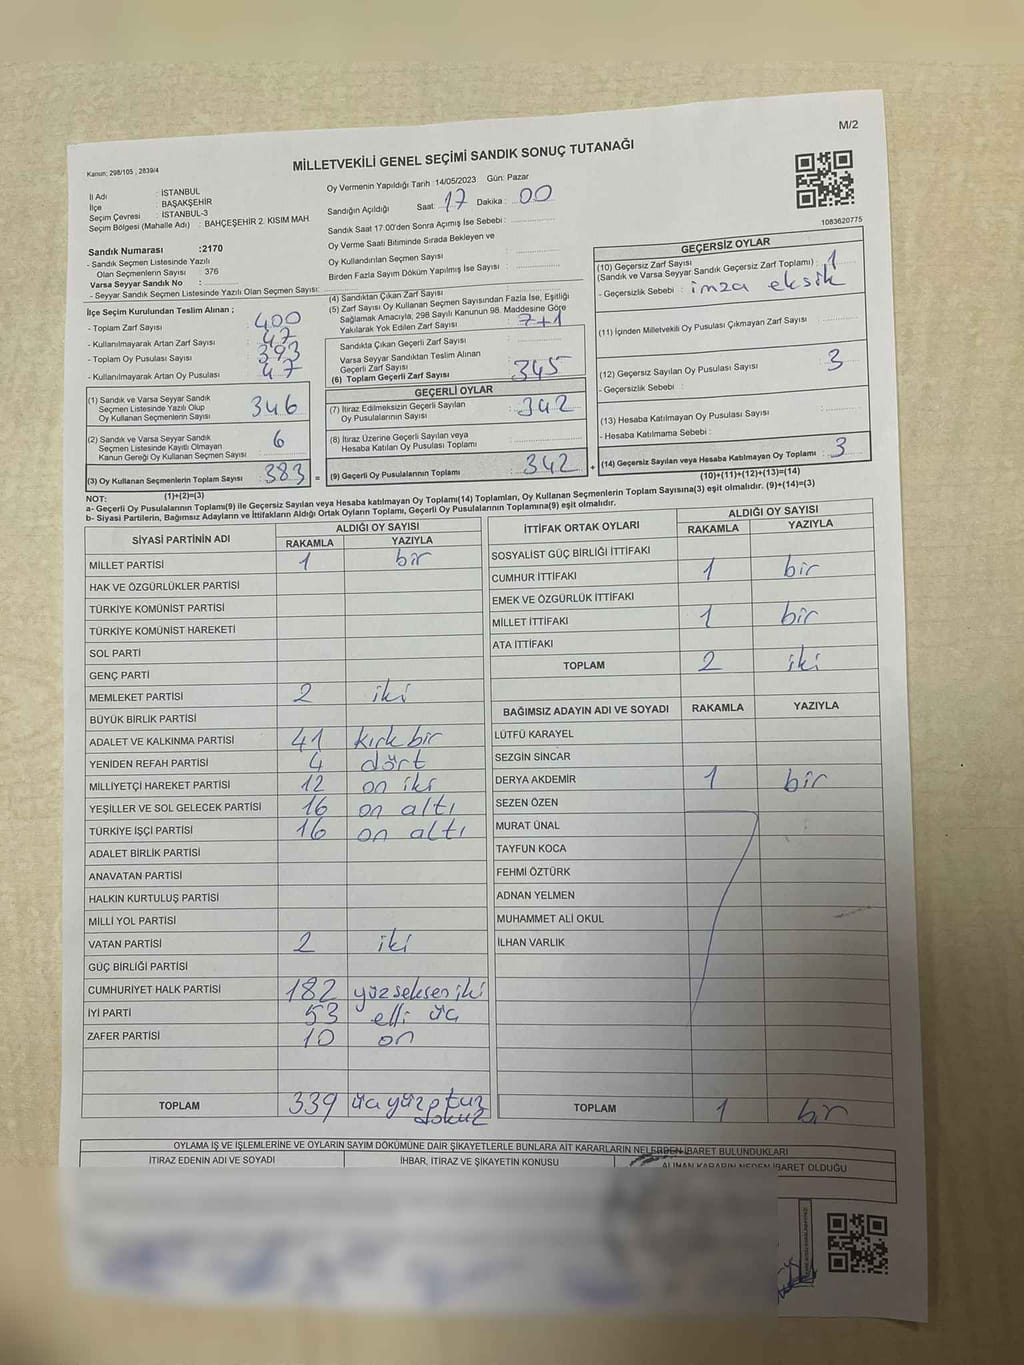 M/2
Kanun; 298/105 , 2839/4
MİLLETVEKİLİ GENEL SEÇİMİ SANDIK SONUÇ TUTANAĞI
1083620775
İl Adı : İSTANBUL
İlçe : BAŞAKŞEHİR
Seçim Çevresi : İSTANBUL-3
Seçim Bölgesi (Mahalle Adı) : BAHÇEŞEHİR 2. KISIM MAH.
Sandık Numarası :2170
- Sandık Seçmen Listesinde Yazılı
Olan Seçmenlerin Sayısı : 376
Varsa Seyyar Sandık No :
- Seyyar Sandık Seçmen Listesinde Yazılı Olan Seçmen Sayısı:
Oy Vermenin Yapıldığı Tarih :14/05/2023 Gün: Pazar
Sandığın Açıldığı Saat: 17 Dakika : 00
Sandık Saat 17.00'den Sonra Açımış İse Sebebi :
Oy Verme Saati Bitiminde Sırada Bekleyen ve
Oy Kullandırılan Seçmen Sayısı :
Birden Fazla Sayım Döküm Yapılmış İse Sayısı :
İlçe Seçim Kurulundan Teslim Alınan ;
- Toplam Zarf Sayısı : 400
- Kullanılmayarak Artan Zarf Sayısı : 47
- Toplam Oy Pusulası Sayısı : 393
- Kullanılmayarak Artan Oy Pusulası : 47
(1) Sandık ve Varsa Seyyar Sandık
Seçmen Listesinde Yazılı Olup
Oy Kullanan Seçmenlerin Sayısı : 346
(2) Sandık ve Varsa Seyyar Sandık
Seçmen Listesinde Kayıtlı Olmayan
Kanun Gereği Oy Kullanan Seçmen Sayısı : 6
(3) Oy Kullanan Seçmenlerin Toplam Sayısı : 383 =
(1)+(2)=(3)
(4) Sandıktan Çıkan Zarf Sayısı :
(5) Zarf Sayısı Oy Kullanan Seçmen Sayısından Fazla İse, Eşitliği
Sağlamak Amacıyla, 298 Sayılı Kanunun 98. Maddesine Göre
Yakılarak Yok Edilen Zarf Sayısı : 7+1
Sandıkta Çıkan Geçerli Zarf Sayısı :
Varsa Seyyar Sandıktan Teslim Alınan
Geçerli Zarf Sayısı :
(6) Toplam Geçerli Zarf Sayısı : 345
GEÇERLİ OYLAR
(7) İtiraz Edilmeksizin Geçerli Sayılan
Oy Pusulalarının Sayısı : 342
(8) İtiraz Üzerine Geçerli Sayılan veya
Hesaba Katılan Oy Pusulası Toplamı :
(9) Geçerli Oy Pusulalarının Toplamı : 342 +
GEÇERSİZ OYLAR
(10) Geçersiz Zarf Sayısı
(Sandık ve Varsa Seyyar Sandık Geçersiz Zarf Toplamı) : 1
- Geçersizlik Sebebi : imza eksik
(11) İçinden Milletvekili Oy Pusulası Çıkmayan Zarf Sayısı :
(12) Geçersiz Sayılan Oy Pusulası Sayısı : 3
- Geçersizlik Sebebi :
(13) Hesaba Katılmayan Oy Pusulası Sayısı :
- Hesaba Katılmama Sebebi :
(14) Geçersiz Sayılan veya Hesaba Katılmayan Oy Toplamı : 3
(10)+(11)+(12)+(13)=(14)
NOT:
a- Geçerli Oy Pusulalarının Toplamı(9) ile Geçersiz Sayılan veya Hesaba katılmayan Oy Toplamı(14) Toplamları, Oy Kullanan Seçmenlerin Toplam Sayısına(3) eşit olmalıdır. (9)+(14)=(3)
b- Siyasi Partilerin, Bağımsız Adayların ve İttifakların Aldığı Ortak Oyların Toplamı, Geçerli Oy Pusulalarının Toplamına(9) eşit olmalıdır.
SİYASİ PARTİNİN ADI ALDIĞI OY SAYISI
RAKAMLA YAZIYLA
MİLLET PARTİSİ 1 bir
HAK VE ÖZGÜRLÜKLER PARTİSİ
TÜRKİYE KOMÜNİST PARTİSİ
TÜRKİYE KOMÜNİST HAREKETİ
SOL PARTİ
GENÇ PARTİ
MEMLEKET PARTİSİ 2 iki
BÜYÜK BİRLİK PARTİSİ
ADALET VE KALKINMA PARTİSİ 41 kırk bir
YENİDEN REFAH PARTİSİ 4 dört
MİLLİYETÇİ HAREKET PARTİSİ 12 on iki
YEŞİLLER VE SOL GELECEK PARTİSİ 16 on altı
TÜRKİYE İŞÇİ PARTİSİ 16 on altı
ADALET BİRLİK PARTİSİ
ANAVATAN PARTİSİ
HALKIN KURTULUŞ PARTİSİ
MİLLİ YOL PARTİSİ
VATAN PARTİSİ 2 iki
GÜÇ BİRLİĞİ PARTİSİ
CUMHURİYET HALK PARTİSİ 182 yüz seksen iki
İYİ PARTİ 53 elli üç
ZAFER PARTİSİ 10 on
TOPLAM 339 üç yüz otuz
dokuz
İTTİFAK ORTAK OYLARI ALDIĞI OY SAYISI
RAKAMLA YAZIYLA
SOSYALİST GÜÇ BİRLİĞİ İTTİFAKI
CUMHUR İTTİFAKI 1 bir
EMEK VE ÖZGÜRLÜK İTTİFAKI
MİLLET İTTİFAKI 1 bir
ATA İTTİFAKI
TOPLAM 2 iki
BAĞIMSIZ ADAYIN ADI VE SOYADI RAKAMLA YAZIYLA
LÜTFÜ KARAYEL
SEZGİN SİNCAR
DERYA AKDEMİR 1 bir
SEZEN ÖZEN
MURAT ÜNAL
TAYFUN KOCA
FEHMİ ÖZTÜRK
ADNAN YELMEN
MUHAMMET ALİ OKUL
İLHAN VARLIK
TOPLAM 1 bir
OYLAMA İŞ VE İŞLEMLERİNE VE OYLARIN SAYIM DÖKÜMÜNE DAİR ŞİKAYETLERLE BUNLARA AİT KARARLARIN NELERDEN İBARET BULUNDUKLARI
İTİRAZ EDENİN ADI VE SOYADI İHBAR, İTİRAZ VE ŞİKAYETİN KONUSU ALINAN KARARIN NEDEN İBARET OLDUĞU